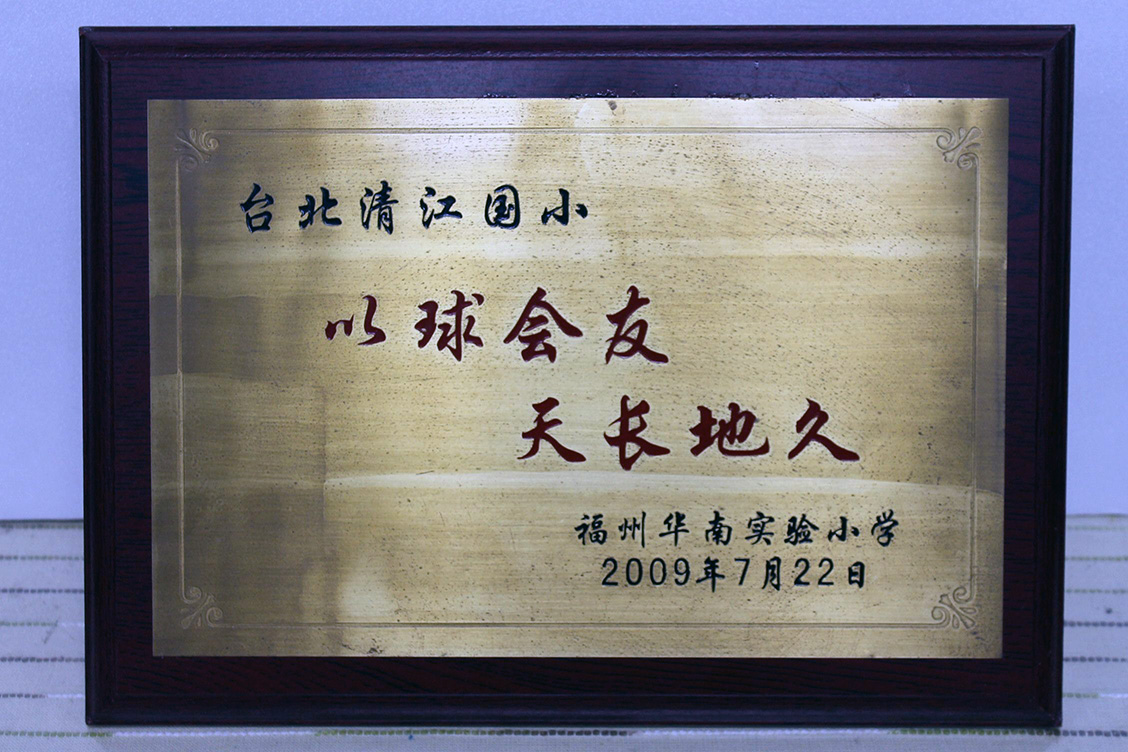 台北清江国小
以球会友
天长地久
福州华南实验小学
2009年7月22日